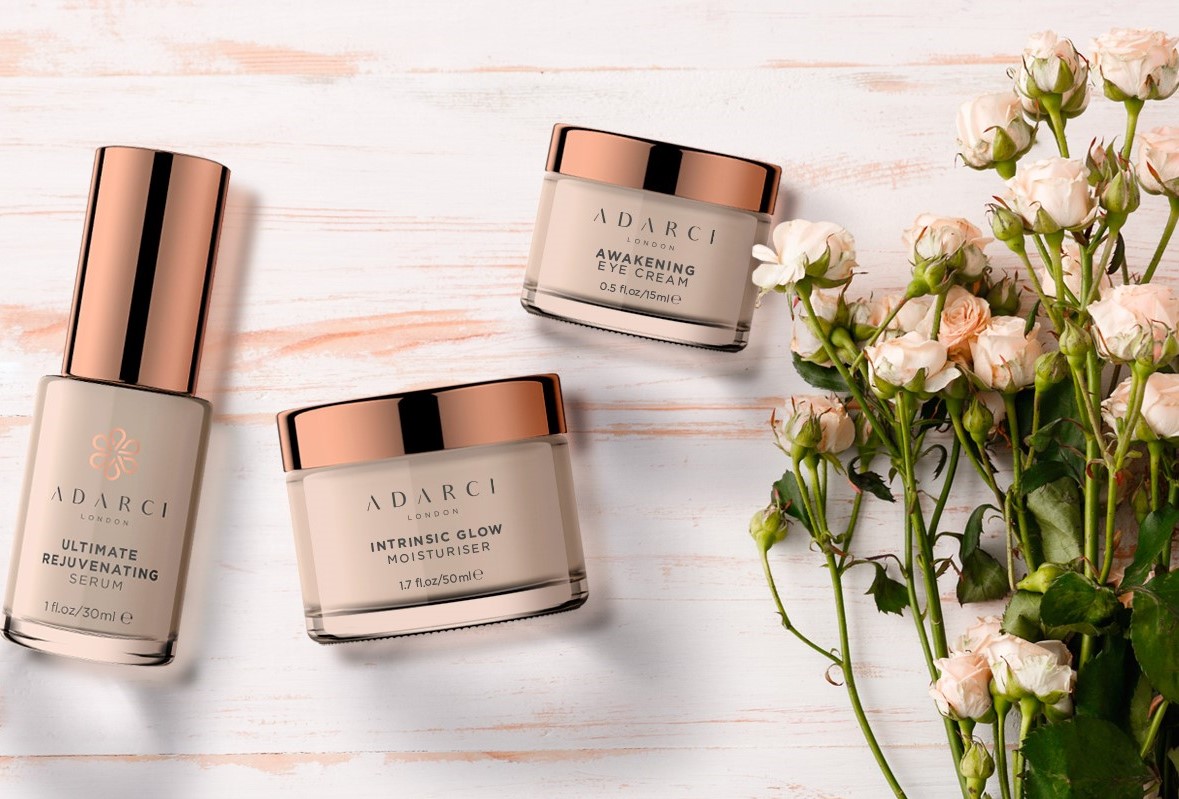 ADARCI
LONDON
ULTIMATE
REJUVENATING
SERUM
1 fl.oz/30ml ℮
ADARCI
LONDON
INTRINSIC GLOW
MOISTURISER
1.7 fl.oz/50ml℮
ADARCI
LONDON
AWAKENING
EYE CREAM
0.5 fl.oz/15ml℮